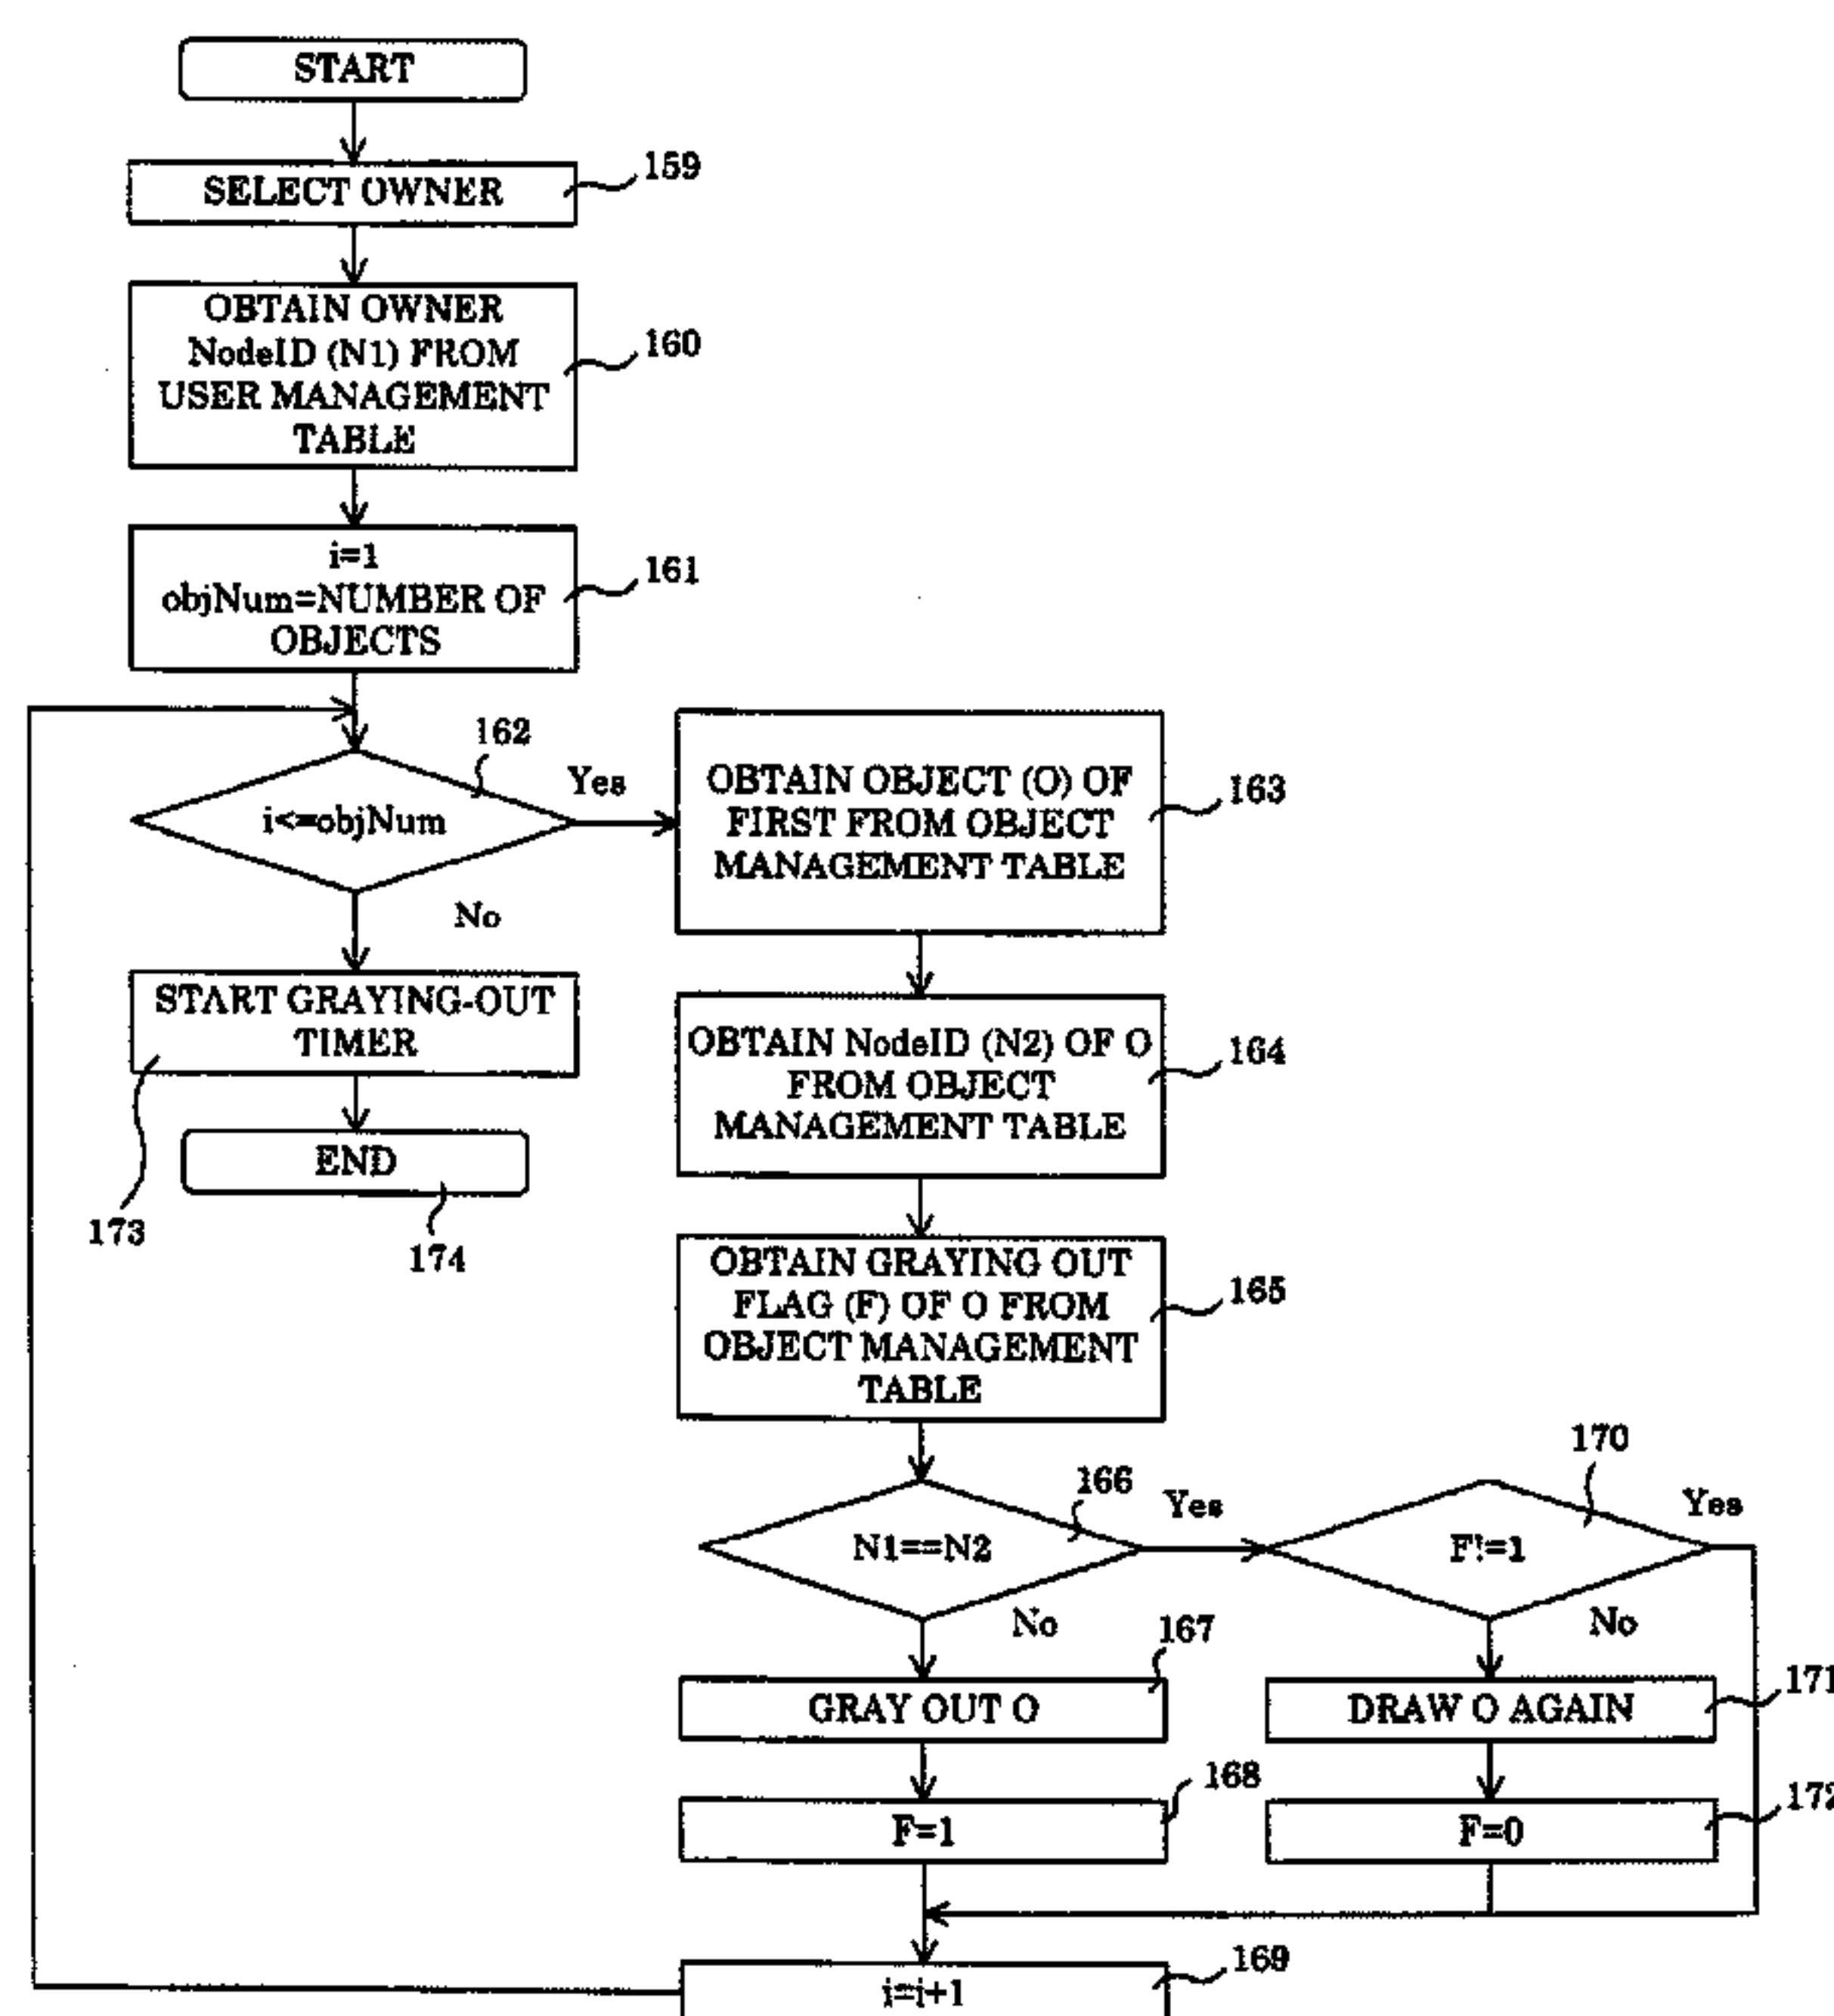 START
SELECT OWNER
159
OBTAIN OWNER
NodeID (N1) FROM
USER MANAGEMENT
TABLE
160
i=1
objNum=NUMBER OF
OBJECTS
161
162
i<=objNum
Yes
No
OBTAIN OBJECT (O) OF
FIRST FROM OBJECT
MANAGEMENT TABLE
163
START GRAYING-OUT
TIMER
173
END
174
OBTAIN NodeID (N2) OF O
FROM OBJECT
MANAGEMENT TABLE
164
OBTAIN GRAYING OUT
FLAG (F) OF O FROM
OBJECT MANAGEMENT
TABLE
165
166
N1==N2
Yes
No
170
F!=1
Yes
No
167
GRAY OUT O
DRAW O AGAIN
171
168
F=1
F=0
172
i=i+1
169